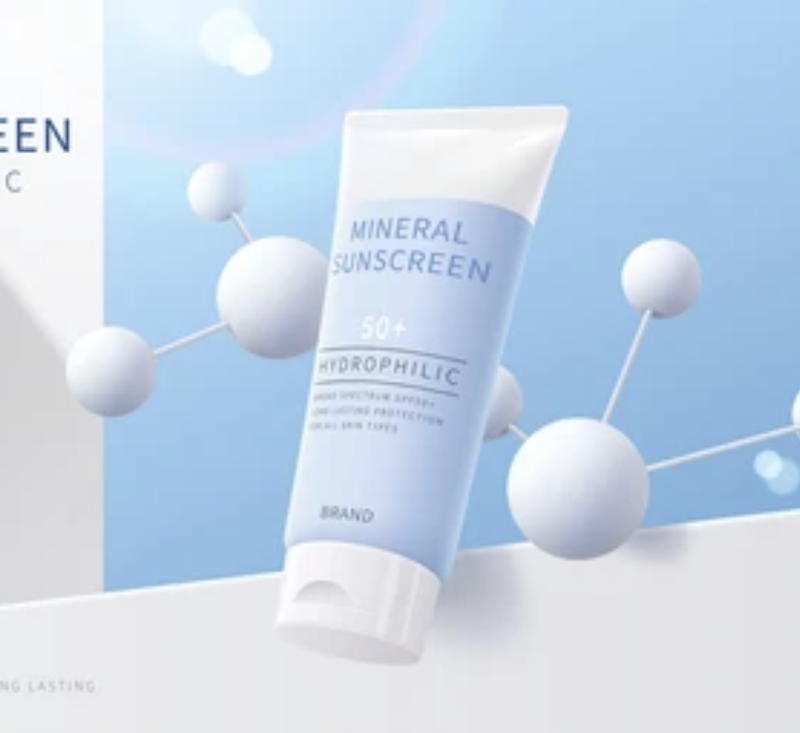 EEN
C
MINERAL
SUNSCREEN
50+
HYDROPHILIC
BROAD SPECTRUM SPF50+
LONG LASTING PROTECTION
FOR ALL SKIN TYPES
BRAND
NG LASTING